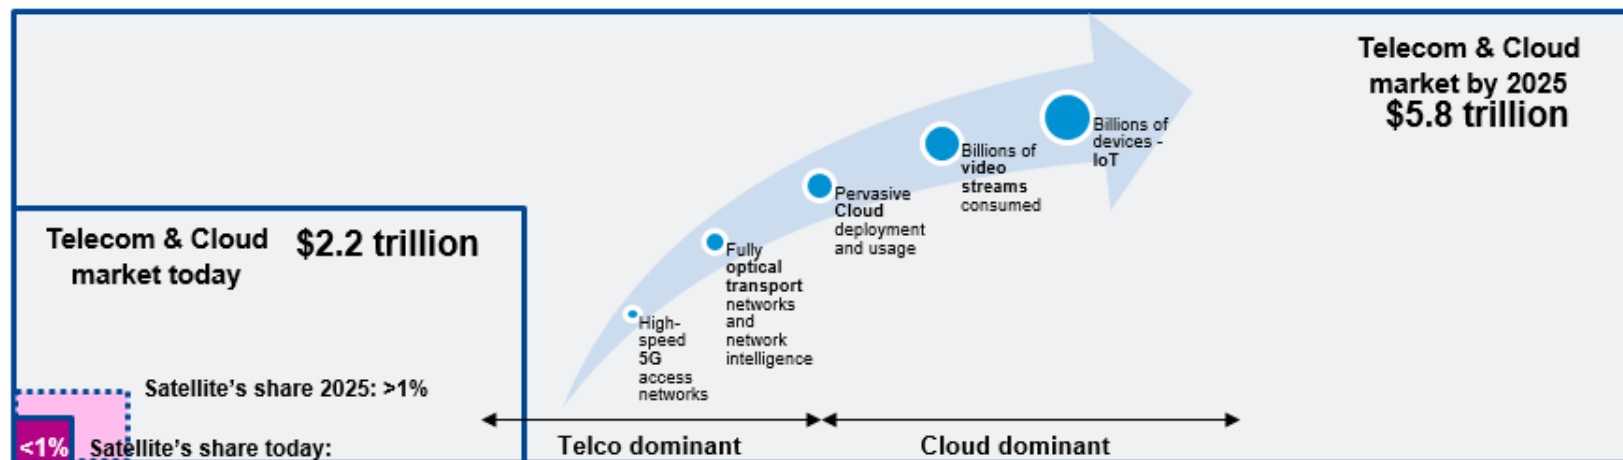 Telecom & Cloud
market by 2025
$5.8 trillion
Billions of
devices -
IoT
Billions of
video
streams
consumed
Pervasive
Cloud
deployment
and usage
Telecom & Cloud
market today
$2.2 trillion
Fully
optical
transport
networks
and
network
intelligence
High-
speed
5G
access
networks
Satellite's share 2025: >1%
<1%
Satellite's share today:
Telco dominant
Cloud dominant